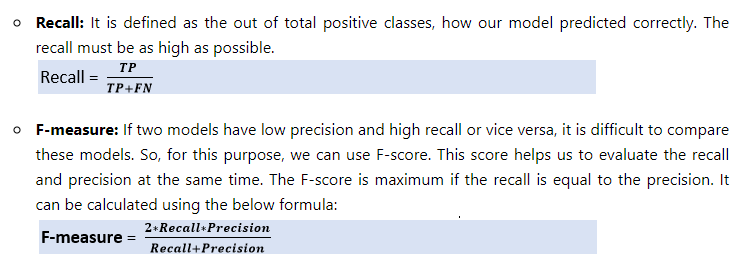 Recall: It is defined as the out of total positive classes, how our model predicted correctly. The
recall must be as high as possible.
Recall = TP / TP+FN
F-measure: If two models have low precision and high recall or vice versa, it is difficult to compare
these models. So, for this purpose, we can use F-score. This score helps us to evaluate the recall
and precision at the same time. The F-score is maximum if the recall is equal to the precision. It
can be calculated using the below formula:
F-measure = 2*Recall*Precision / Recall+Precision